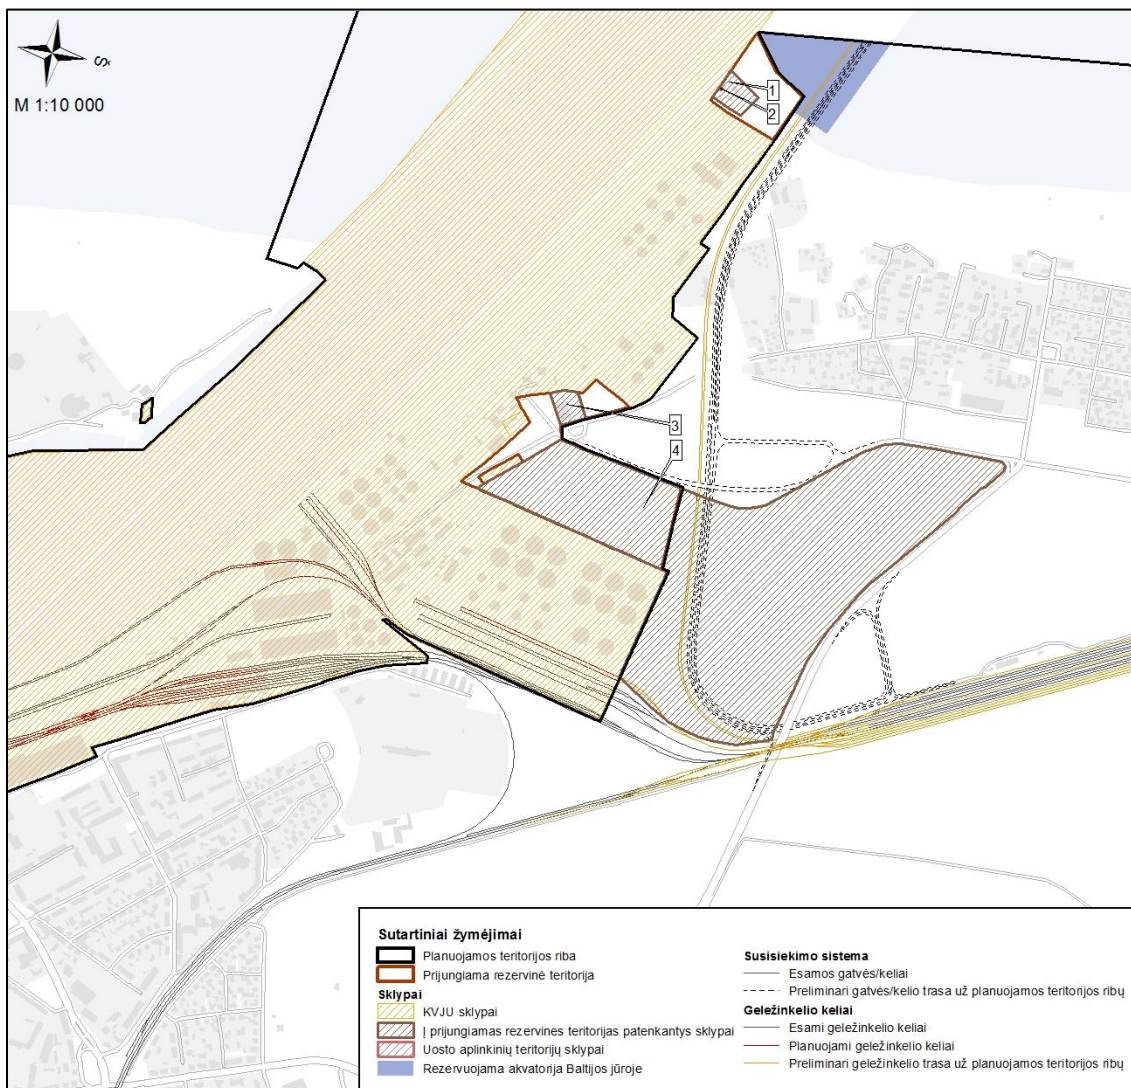 Š
M 1:10 000
1
2
3
4
Sutartiniai žymėjimai
Planuojamos teritorijos riba
Prijungiama rezervinė teritorija
Sklypai
KVJU sklypai
Į prijungiamas rezervines teritorijas patenkantys sklypai
Uosto aplinkinių teritorijų sklypai
Rezervuojama akvatorija Baltijos jūroje
Susisiekimo sistema
Esamos gatvės/keliai
Preliminari gatvės/kelio trasa už planuojamos teritorijos ribų
Geležinkelio keliai
Esami geležinkelio keliai
Planuojami geležinkelio keliai
Preliminari geležinkelio trasa už planuojamos teritorijos ribų